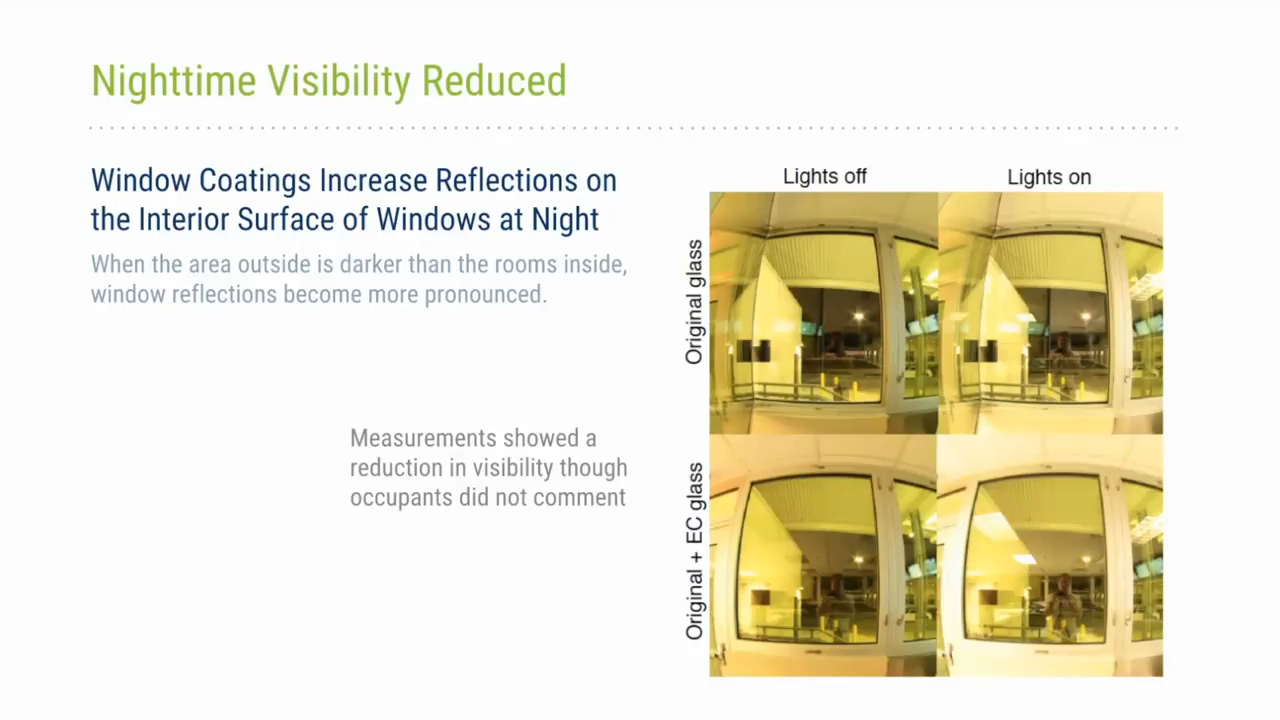 Nighttime Visibility Reduced
Window Coatings Increase Reflections on
the Interior Surface of Windows at Night
When the area outside is darker than the rooms inside,
window reflections become more pronounced.
Measurements showed a
reduction in visibility though
occupants did not comment
Lights off
Lights on
Original glass
Original + EC glass